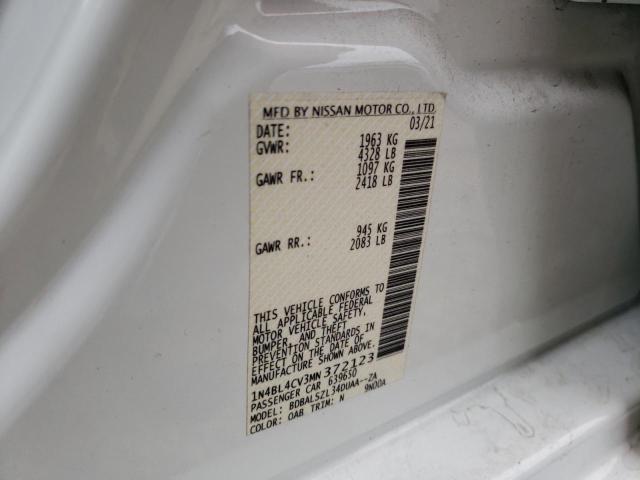 MFD BY NISSAN MOTOR CO., LTD
DATE: 03/21
GVWR: 1963 KG
4328 LB
GAWR FR.: 1097 KG
2418 LB
GAWR RR.: 945 KG
2083 LB
THIS VEHICLE CONFORMS TO
ALL APPLICABLE FEDERAL
MOTOR VEHICLE SAFETY,
BUMPER, AND THEFT
PREVENTION STANDARDS IN
EFFECT ON THE DATE OF
MANUFACTURE SHOWN ABOVE.
1N4BL4CV3MN372123
PASSENGER CAR 639650
MODEL: BDBALSZL34DUAA--ZA
COLOR: QAB TRIM: N 9N00A